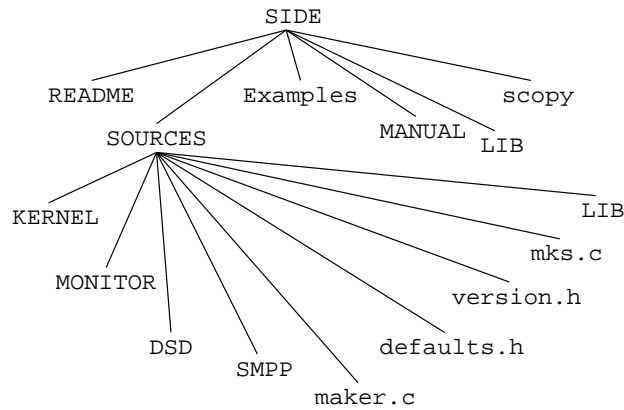 SIDE
README
Examples
scopy
MANUAL
SOURCES
LIB
KERNEL
LIB
mks.c
MONITOR
version.h
DSD
defaults.h
SMPP
maker.c